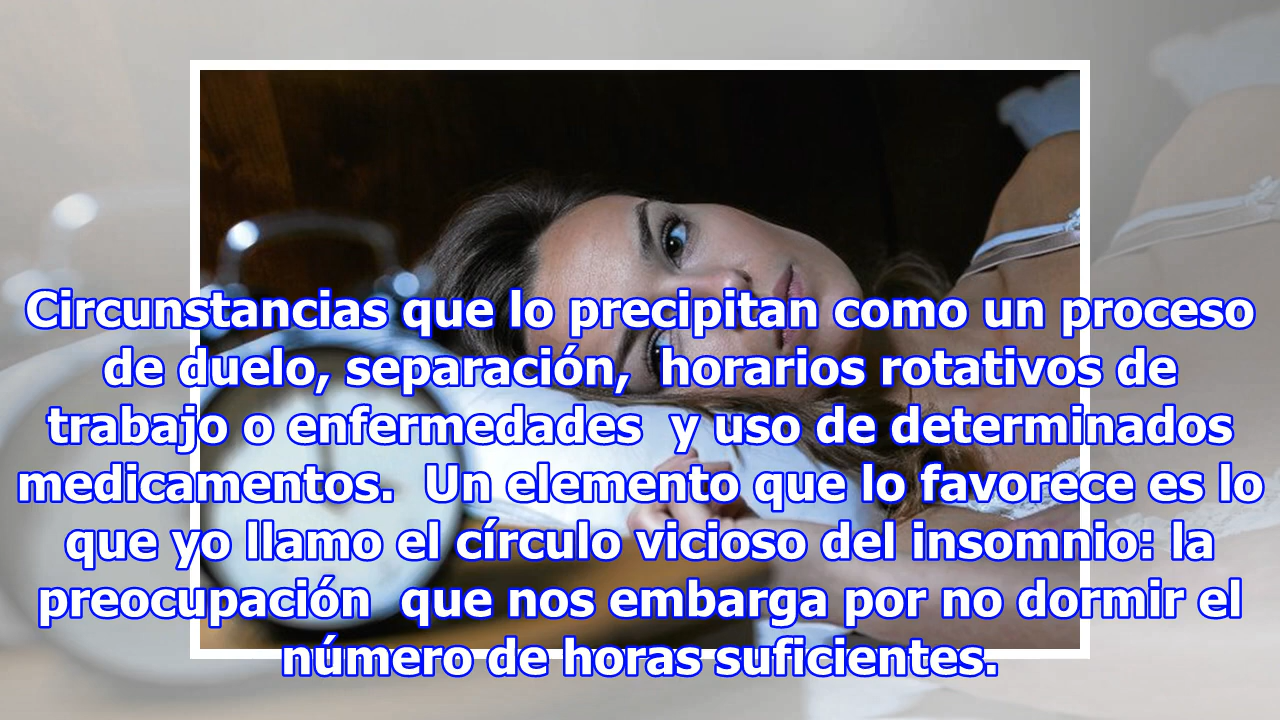 Circunstancias que lo precipitan como un proceso
de duelo, separación,  horarios rotativos de
trabajo o enfermedades  y uso de determinados
medicamentos.  Un elemento que lo favorece es lo
que yo llamo el círculo vicioso del insomnio: la
preocupación  que nos embarga por no dormir el
número de horas suficientes.